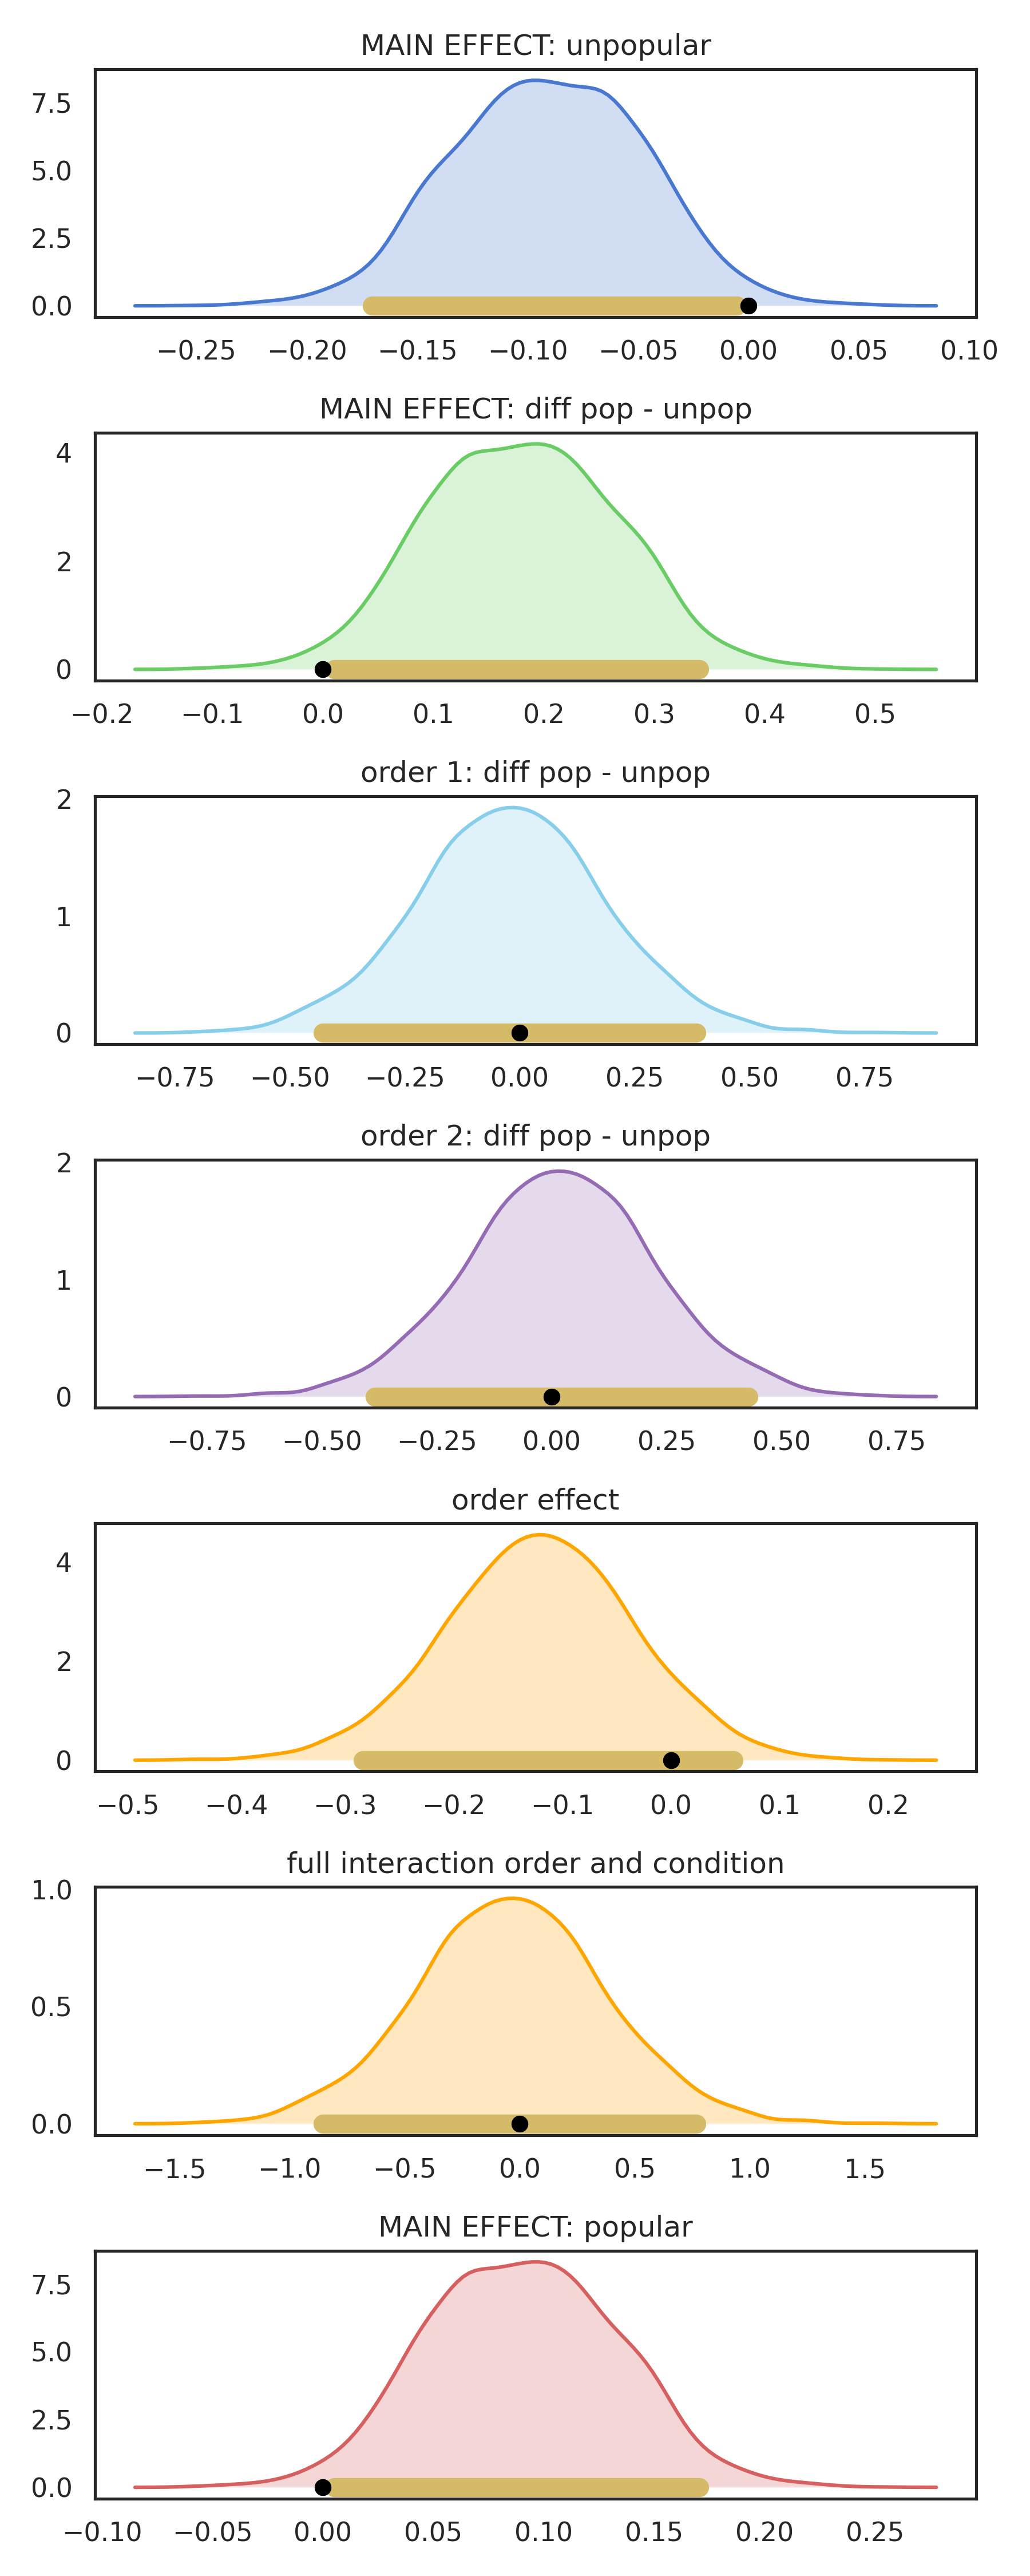 MAIN EFFECT: unpopular
7.5
5.0
2.5
0.0
−0.25 −0.20 −0.15 −0.10 −0.05 0.00 0.05 0.10
MAIN EFFECT: diff pop - unpop
4
2
0
−0.2 −0.1 0.0 0.1 0.2 0.3 0.4 0.5
order 1: diff pop - unpop
2
1
0
−0.75 −0.50 −0.25 0.00 0.25 0.50 0.75
order 2: diff pop - unpop
2
1
0
−0.75 −0.50 −0.25 0.00 0.25 0.50 0.75
order effect
4
2
0
−0.5 −0.4 −0.3 −0.2 −0.1 0.0 0.1 0.2
full interaction order and condition
1.0
0.5
0.0
−1.5 −1.0 −0.5 0.0 0.5 1.0 1.5
MAIN EFFECT: popular
7.5
5.0
2.5
0.0
−0.10 −0.05 0.00 0.05 0.10 0.15 0.20 0.25